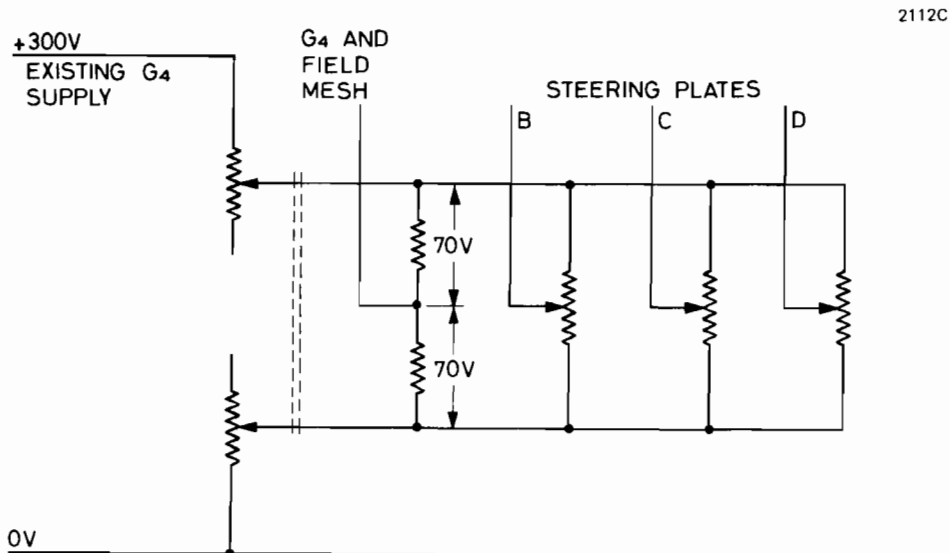 2112C
+300V
EXISTING G4
SUPPLY
G4 AND
FIELD
MESH
STEERING PLATES
B
C
D
70V
70V
0V